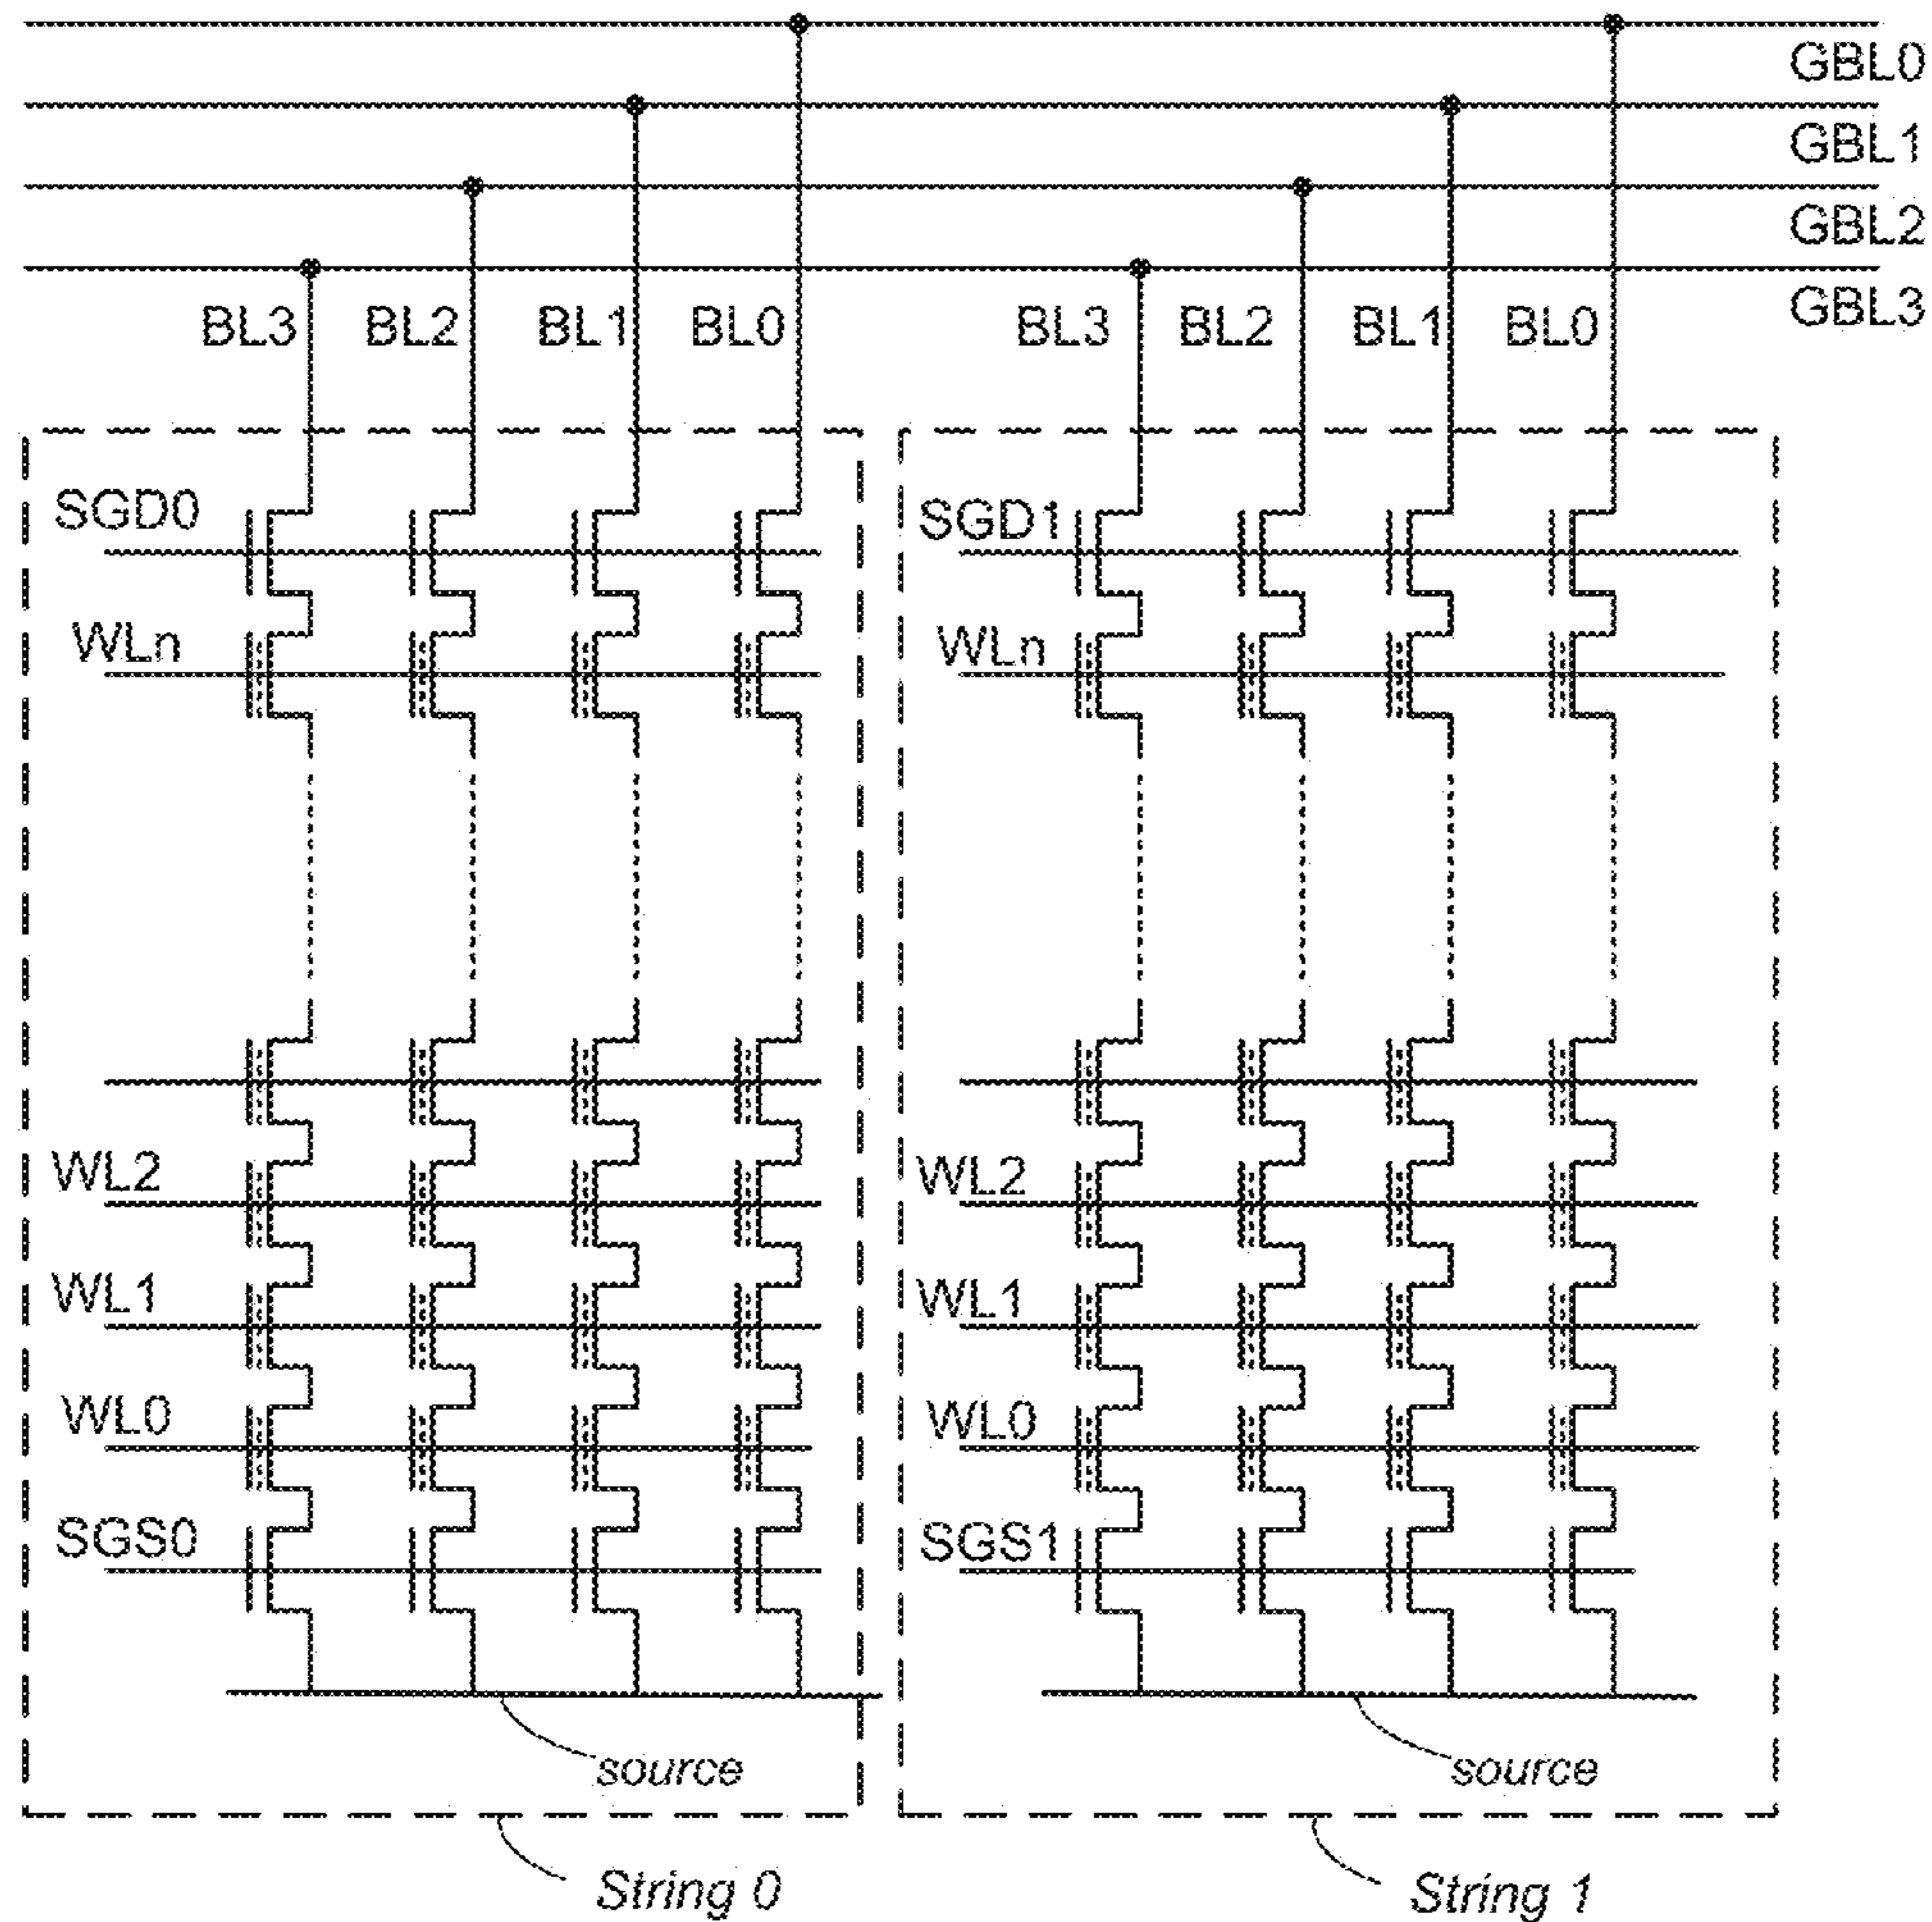 GBL0
GBL1
GBL2
GBL3
BL3 BL2 BL1 BL0 BL3 BL2 BL1 BL0
SGD0 SGD1
WLn WLn
WL2 WL2
WL1 WL1
WL0 WL0
SGS0 SGS1
source source
String 0 String 1